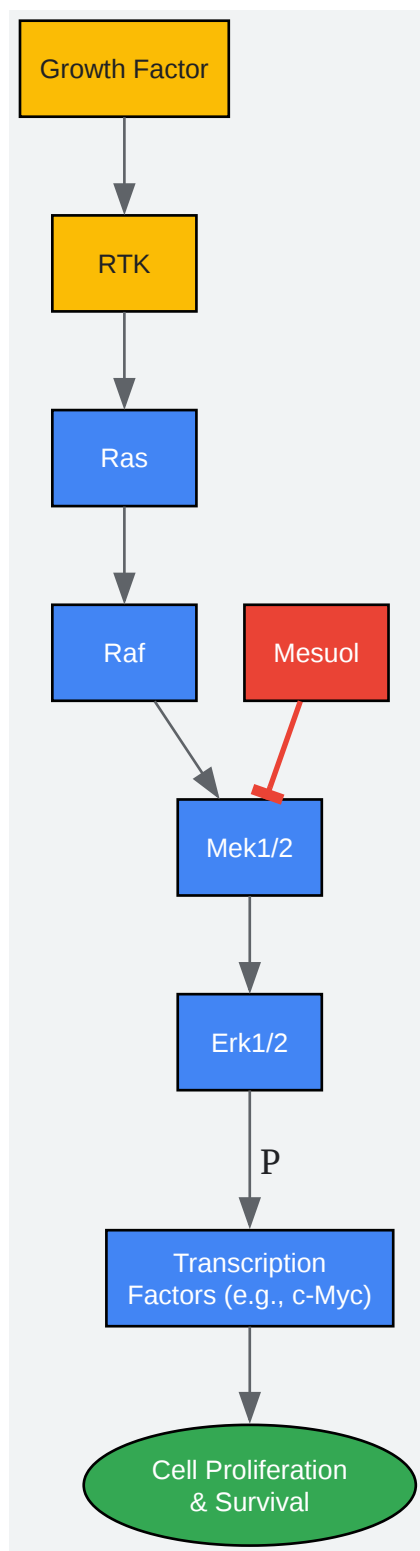 Growth Factor
RTK
Ras
Raf
Mesuol
Mek1/2
Erk1/2
P
Transcription
Factors (e.g., c-Myc)
Cell Proliferation
& Survival